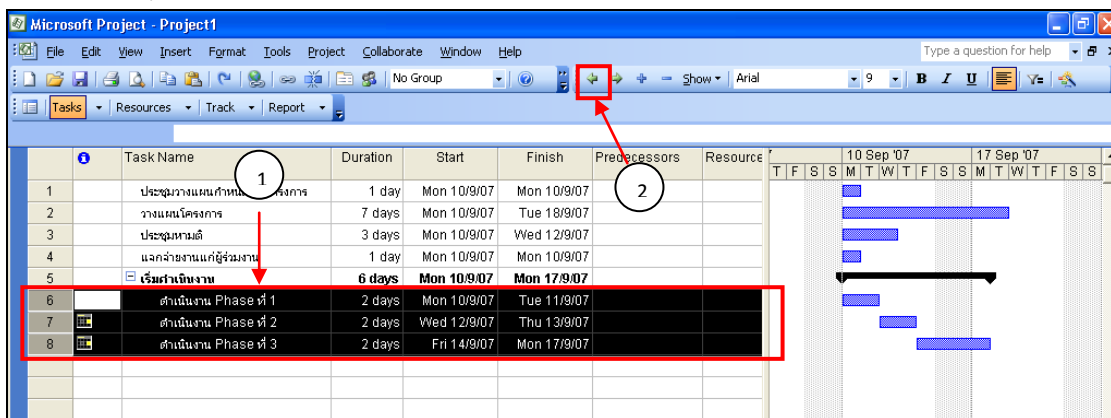 Microsoft Project - Project1
File Edit View Insert Format Tools Project Collaborate Window Help Type a question for help
No Group Show Arial 9 B I U
Tasks Resources Track Report
Task Name Duration Start Finish Predecessors Resource 10 Sep '07 17 Sep '07
T F S S M T W T F S S M T W T F S S
1 ประชุมวางแผนกำหนด 1 day Mon 10/9/07 Mon 10/9/07
2 วางแผนโครงการ 7 days Mon 10/9/07 Tue 18/9/07
3 ประชุมหามติ 3 days Mon 10/9/07 Wed 12/9/07
4 แจกจ่ายงานแก่ผู้ร่วมงาน 1 day Mon 10/9/07 Mon 10/9/07
5 เริ่มดำเนินงาน 6 days Mon 10/9/07 Mon 17/9/07
6 ดำเนินงาน Phase ที่ 1 2 days Mon 10/9/07 Tue 11/9/07
7 ดำเนินงาน Phase ที่ 2 2 days Wed 12/9/07 Thu 13/9/07
8 ดำเนินงาน Phase ที่ 3 2 days Fri 14/9/07 Mon 17/9/07
1
2